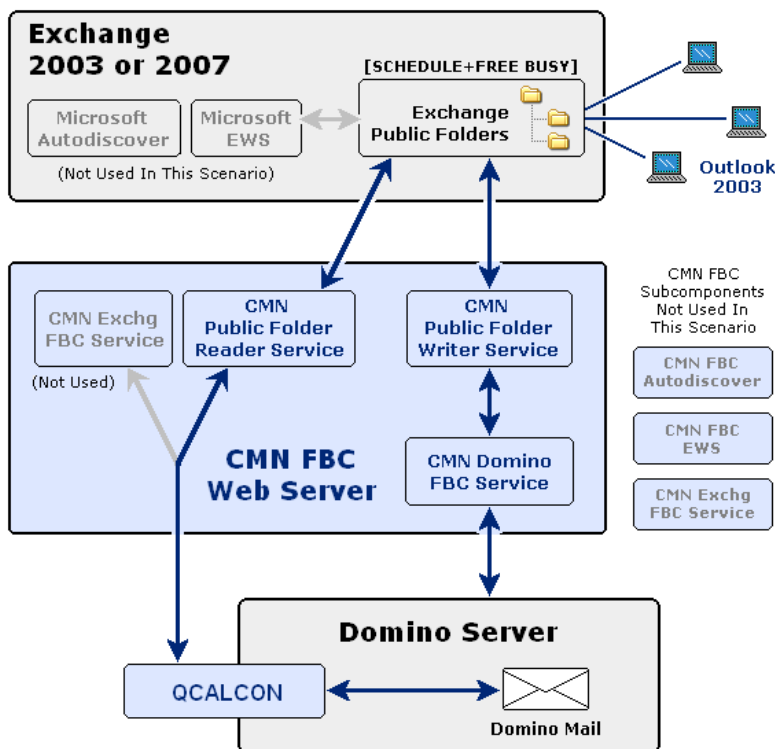 Exchange
2003 or 2007
[SCHEDULE+FREE BUSY]
Microsoft
Autodiscover
Microsoft
EWS
Exchange
Public Folders
(Not Used In This Scenario)
Outlook
2003
CMN Exchg
FBC Service
(Not Used)
CMN
Public Folder
Reader Service
CMN
Public Folder
Writer Service
CMN FBC
Web Server
CMN Domino
FBC Service
CMN FBC
Subcomponents
Not Used In
This Scenario
CMN FBC
Autodiscover
CMN FBC
EWS
CMN Exchg
FBC Service
Domino Server
QCALCON
Domino Mail